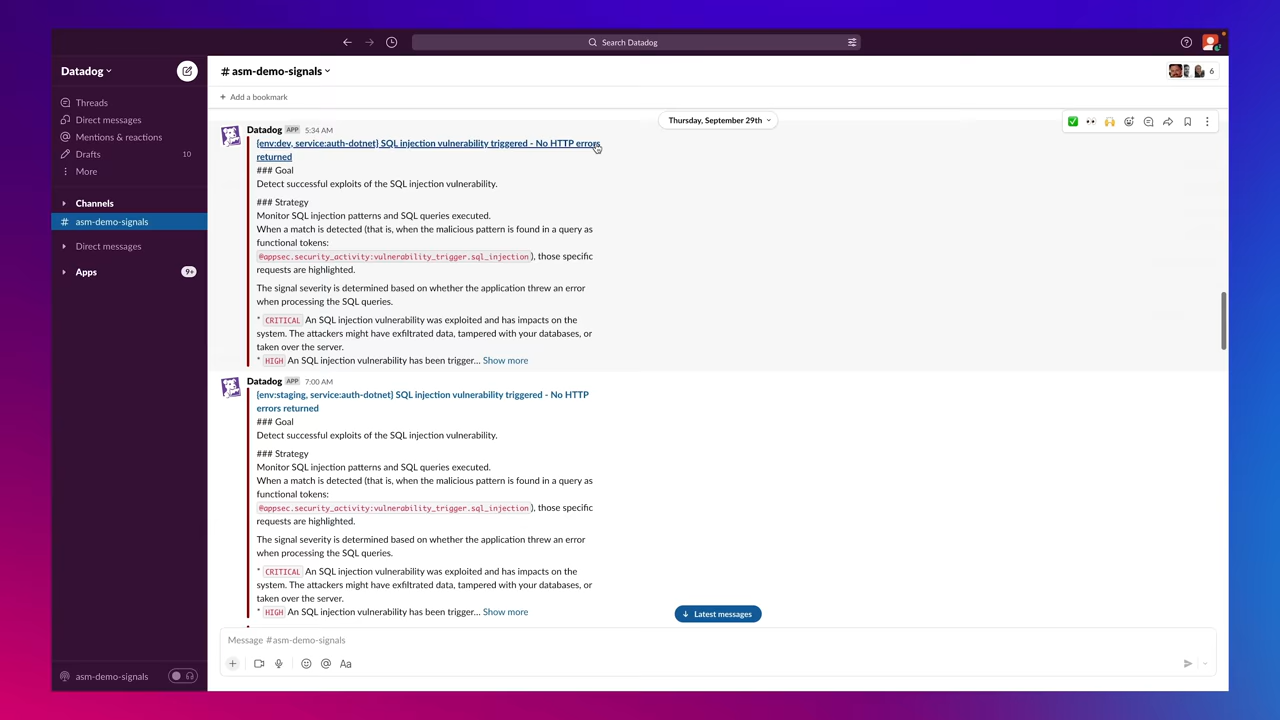 Search Datadog
Datadog
Threads
Direct messages
Mentions & reactions
Drafts 10
More
Channels
# asm-demo-signals
Direct messages
Apps 9+
asm-demo-signals
# asm-demo-signals
6
+ Add a bookmark
Thursday, September 29th
Datadog APP 5:34 AM
[env:dev, service:auth-dotnet] SQL injection vulnerability triggered - No HTTP errors
returned
### Goal
Detect successful exploits of the SQL injection vulnerability.
### Strategy
Monitor SQL injection patterns and SQL queries executed.
When a match is detected (that is, when the malicious pattern is found in a query as
functional tokens:
@appsec.security_activity:vulnerability_trigger.sql_injection), those specific
requests are highlighted.
The signal severity is determined based on whether the application threw an error
when processing the SQL queries.
* CRITICAL An SQL injection vulnerability was exploited and has impacts on the
system. The attackers might have exfiltrated data, tampered with your databases, or
taken over the server.
* HIGH An SQL injection vulnerability has been trigger... Show more
Datadog APP 7:00 AM
[env:staging, service:auth-dotnet] SQL injection vulnerability triggered - No HTTP
errors returned
### Goal
Detect successful exploits of the SQL injection vulnerability.
### Strategy
Monitor SQL injection patterns and SQL queries executed.
When a match is detected (that is, when the malicious pattern is found in a query as
functional tokens:
@appsec.security_activity:vulnerability_trigger.sql_injection), those specific
requests are highlighted.
The signal severity is determined based on whether the application threw an error
when processing the SQL queries.
* CRITICAL An SQL injection vulnerability was exploited and has impacts on the
system. The attackers might have exfiltrated data, tampered with your databases, or
taken over the server.
* HIGH An SQL injection vulnerability has been trigger... Show more
Latest messages
Message #asm-demo-signals
Aa